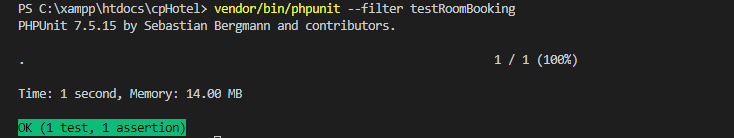 PS C:\xampp\htdocs\cpHotel> vendor/bin/phpunit --filter testRoomBooking
PHPUnit 7.5.15 by Sebastian Bergmann and contributors.
. 1 / 1 (100%)
Time: 1 second, Memory: 14.00 MB
OK (1 test, 1 assertion)